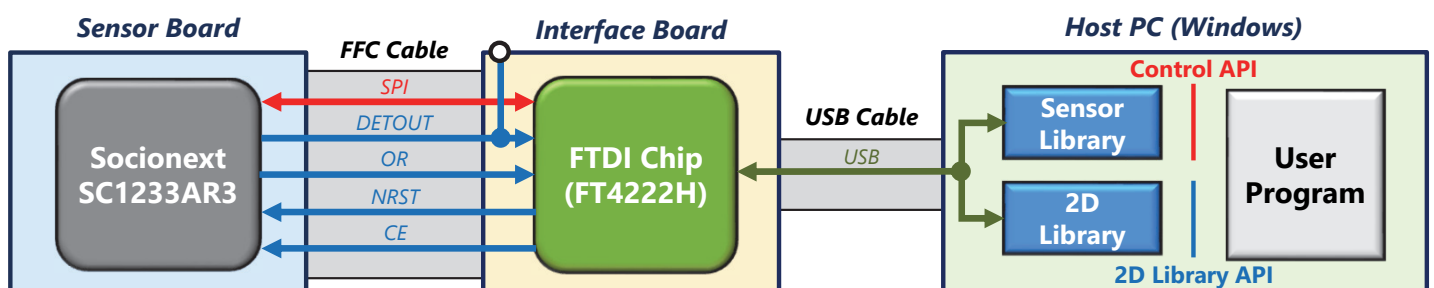 Sensor Board
FFC Cable
Interface Board
Host PC (Windows)
SPI
DETOUT
OR
NRST
CE
Socionext
SC1233AR3
FTDI Chip
(FT4222H)
USB Cable
USB
Control API
Sensor
Library
2D
Library
2D Library API
User
Program